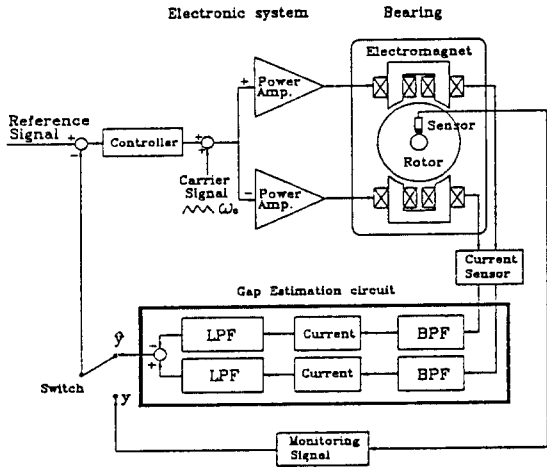 Electronic system
Bearing
Electromagnet
Power
Amp.
+
Reference
Signal
+
-
Controller
+
+
Sensor
Rotor
Carrier
Signal
ω₀
-
Power
Amp.
Current
Sensor
Gap Estimation circuit
LPF
Current
BPF
ŷ
-
+
LPF
Current
BPF
Switch
y
Monitoring
Signal